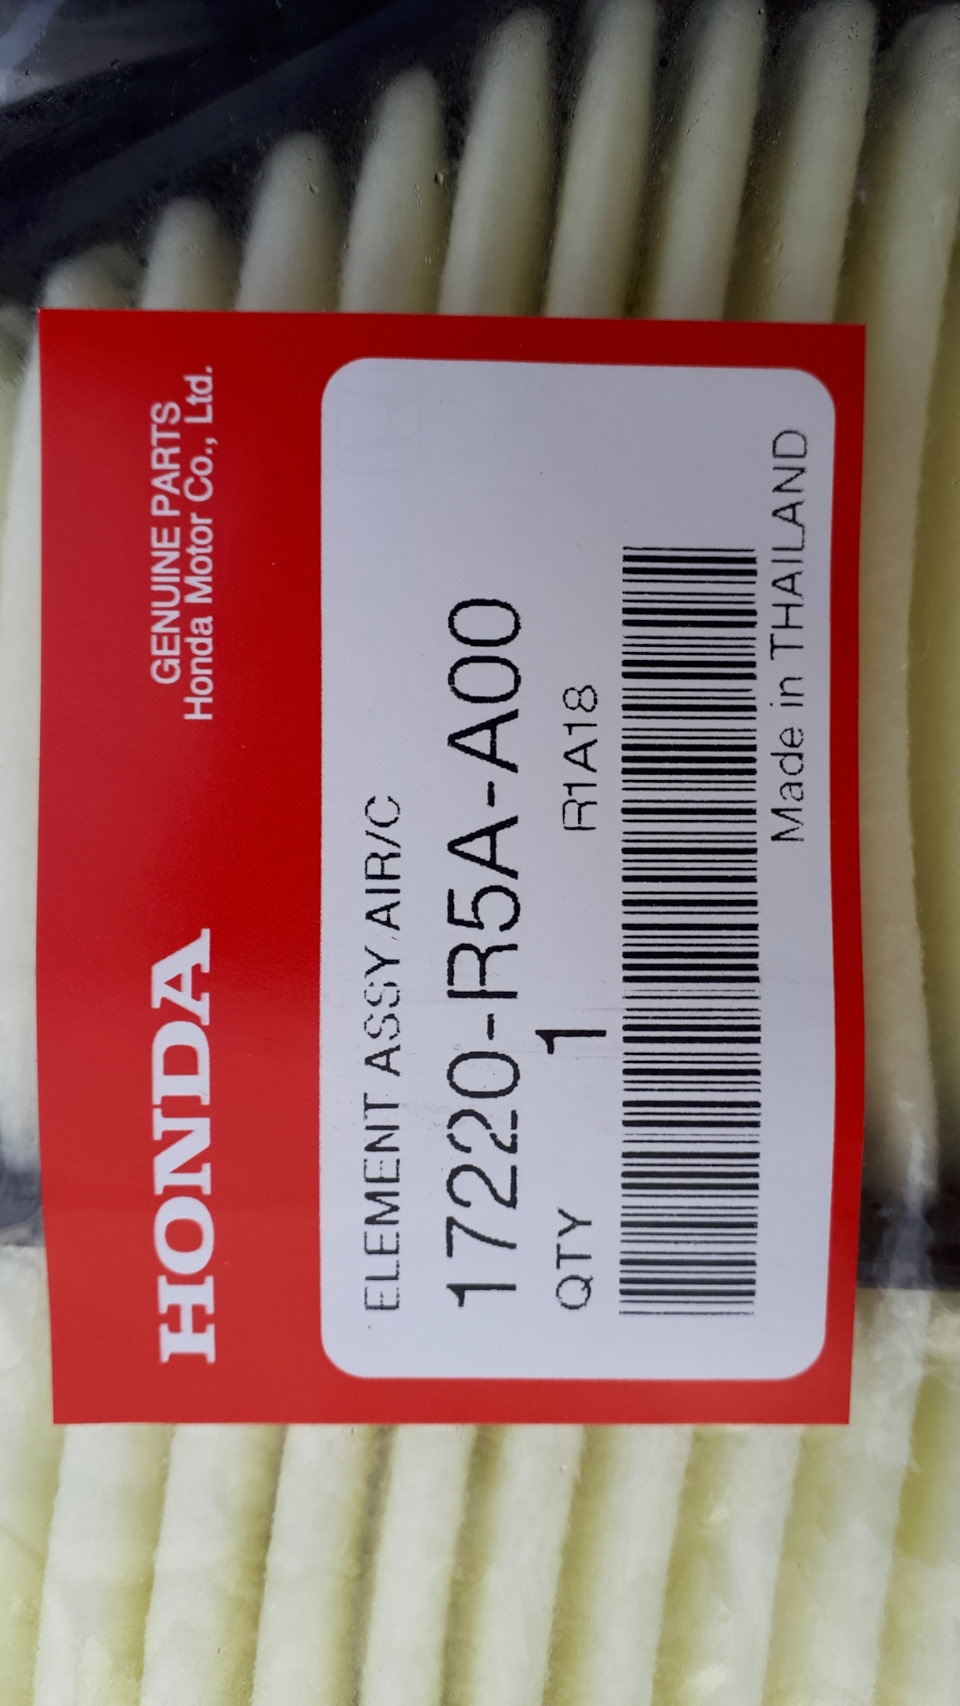 HONDA
GENUINE PARTS
Honda Motor Co., Ltd.
ELEMENT ASSY,AIR/C
17220-R5A-A00
QTY 1 R1A18
Made in THAILAND